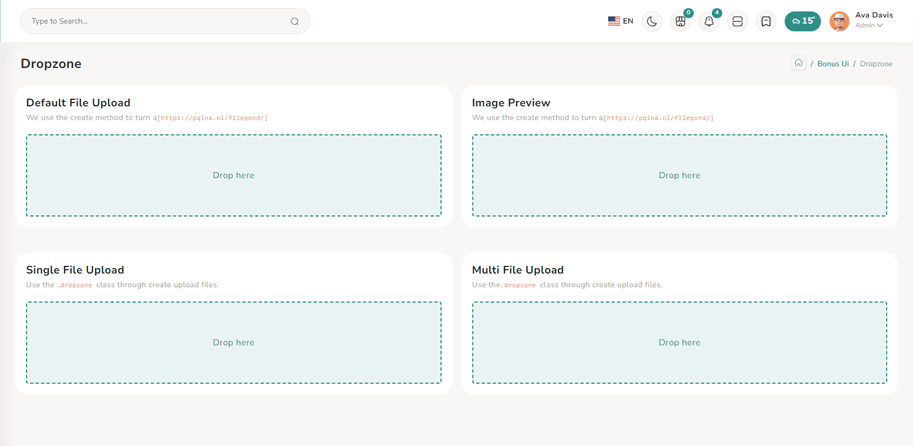 Type to Search...
EN
0
4
15°
Ava Davis
Admin
Dropzone
/ Bonus Ui / Dropzone
Default File Upload
We use the create method to turn a[https://pqina.nl/filepond/]
Drop here
Image Preview
We use the create method to turn a[https://pqina.nl/filepond/]
Drop here
Single File Upload
Use the .dropzone class through create upload files.
Drop here
Multi File Upload
Use the.dropzone class through create upload files.
Drop here